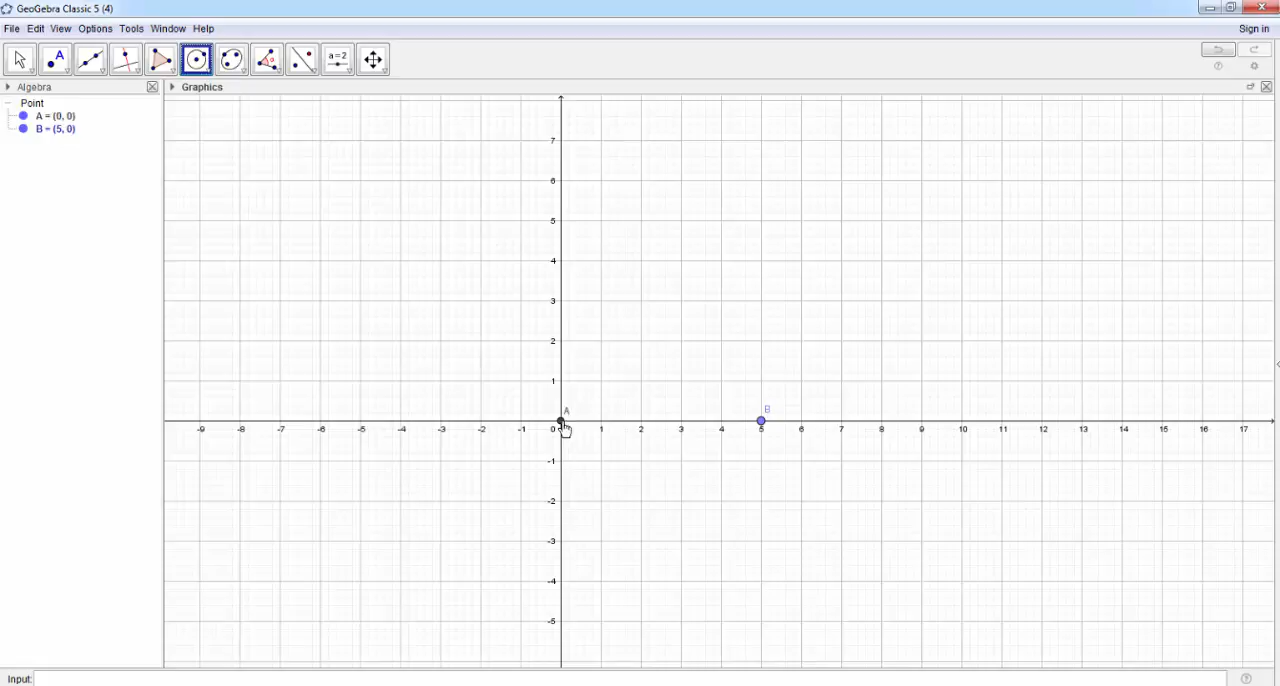 GeoGebra Classic 5 (4)
File Edit View Options Tools Window Help
Sign in
A
a=2
Algebra
Graphics
Point
A = (0, 0)
B = (5, 0)
7
6
5
4
3
2
1
A
B
-9 -8 -7 -6 -5 -4 -3 -2 -1 0 1 2 3 4 5 6 7 8 9 10 11 12 13 14 15 16 17
-1
-2
-3
-4
-5
Input: